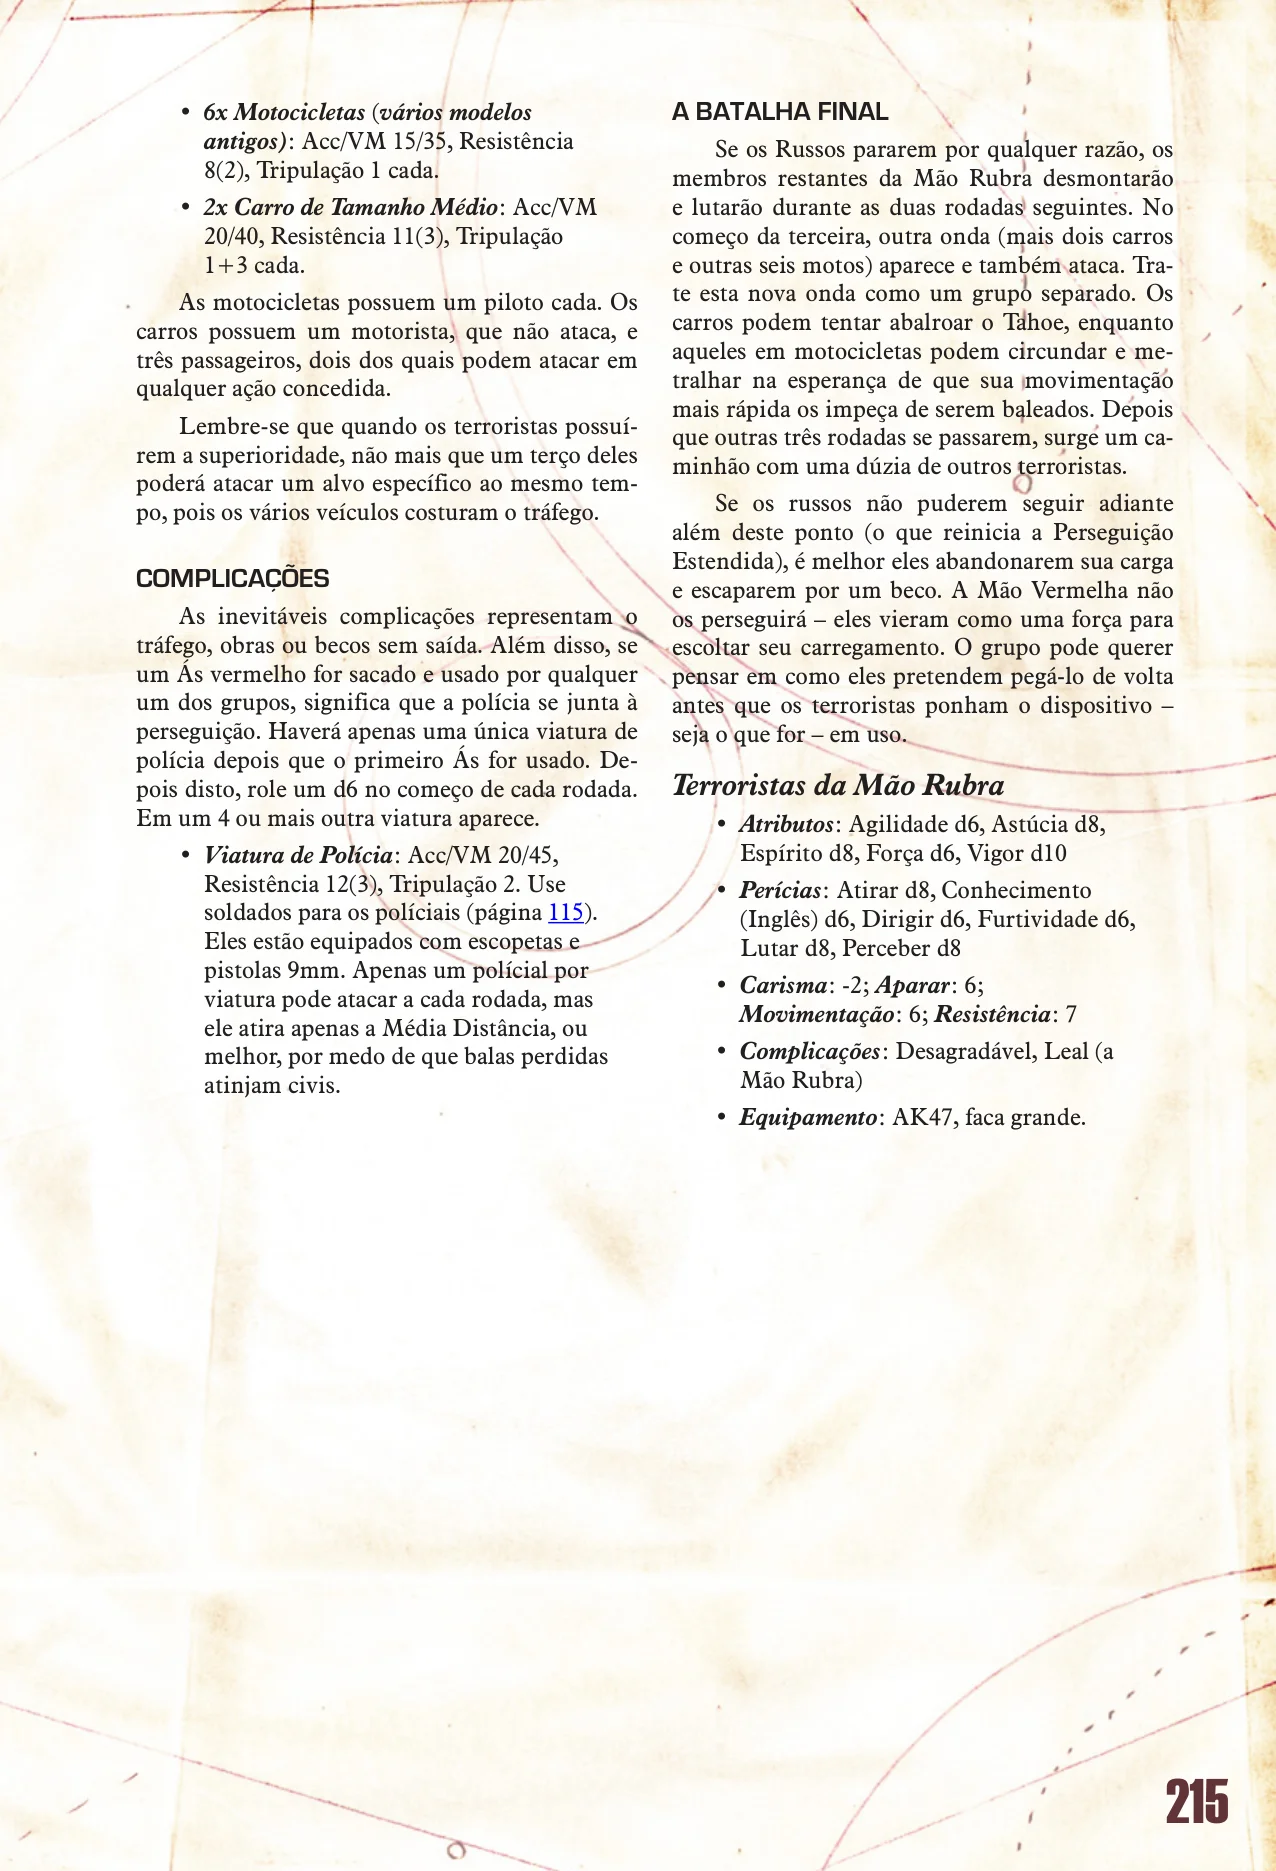 • 6x Motocicletas (vários modelos
antigos): Acc/VM 15/35, Resistência
8(2), Tripulação 1 cada.
• 2x Carro de Tamanho Médio: Acc/VM
20/40, Resistência 11(3), Tripulação
1+3 cada.
As motocicletas possuem um piloto cada. Os
carros possuem um motorista, que não ataca, e
três passageiros, dois dos quais podem atacar em
qualquer ação concedida.
Lembre-se que quando os terroristas possuí-
rem a superioridade, não mais que um terço deles
poderá atacar um alvo específico ao mesmo tem-
po, pois os vários veículos costuram o tráfego.
COMPLICAÇÕES
As inevitáveis complicações representam o
tráfego, obras ou becos sem saída. Além disso, se
um Ás vermelho for sacado e usado por qualquer
um dos grupos, significa que a polícia se junta à
perseguição. Haverá apenas uma única viatura de
polícia depois que o primeiro Ás for usado. De-
pois disto, role um d6 no começo de cada rodada.
Em um 4 ou mais outra viatura aparece.
• Viatura de Polícia: Acc/VM 20/45,
Resistência 12(3), Tripulação 2. Use
soldados para os políciais (página 115).
Eles estão equipados com escopetas e
pistolas 9mm. Apenas um polícial por
viatura pode atacar a cada rodada, mas
ele atira apenas a Média Distância, ou
melhor, por medo de que balas perdidas
atinjam civis.
A BATALHA FINAL
Se os Russos pararem por qualquer razão, os
membros restantes da Mão Rubra desmontarão
e lutarão durante as duas rodadas seguintes. No
começo da terceira, outra onda (mais dois carros
e outras seis motos) aparece e também ataca. Tra-
te esta nova onda como um grupo separado. Os
carros podem tentar abalroar o Tahoe, enquanto
aqueles em motocicletas podem circundar e me-
tralhar na esperança de que sua movimentação
mais rápida os impeça de serem baleados. Depois
que outras três rodadas se passarem, surge um ca-
minhão com uma dúzia de outros terroristas.
Se os russos não puderem seguir adiante
além deste ponto (o que reinicia a Perseguição
Estendida), é melhor eles abandonarem sua carga
e escaparem por um beco. A Mão Vermelha não
os perseguirá – eles vieram como uma força para
escoltar seu carregamento. O grupo pode querer
pensar em como eles pretendem pegá-lo de volta
antes que os terroristas ponham o dispositivo –
seja o que for – em uso.
Terroristas da Mão Rubra
• Atributos: Agilidade d6, Astúcia d8,
Espírito d8, Força d6, Vigor d10
• Perícias: Atirar d8, Conhecimento
(Inglês) d6, Dirigir d6, Furtividade d6,
Lutar d8, Perceber d8
• Carisma: -2; Aparar: 6;
Movimentação: 6; Resistência: 7
• Complicações: Desagradável, Leal (a
Mão Rubra)
• Equipamento: AK47, faca grande.
215